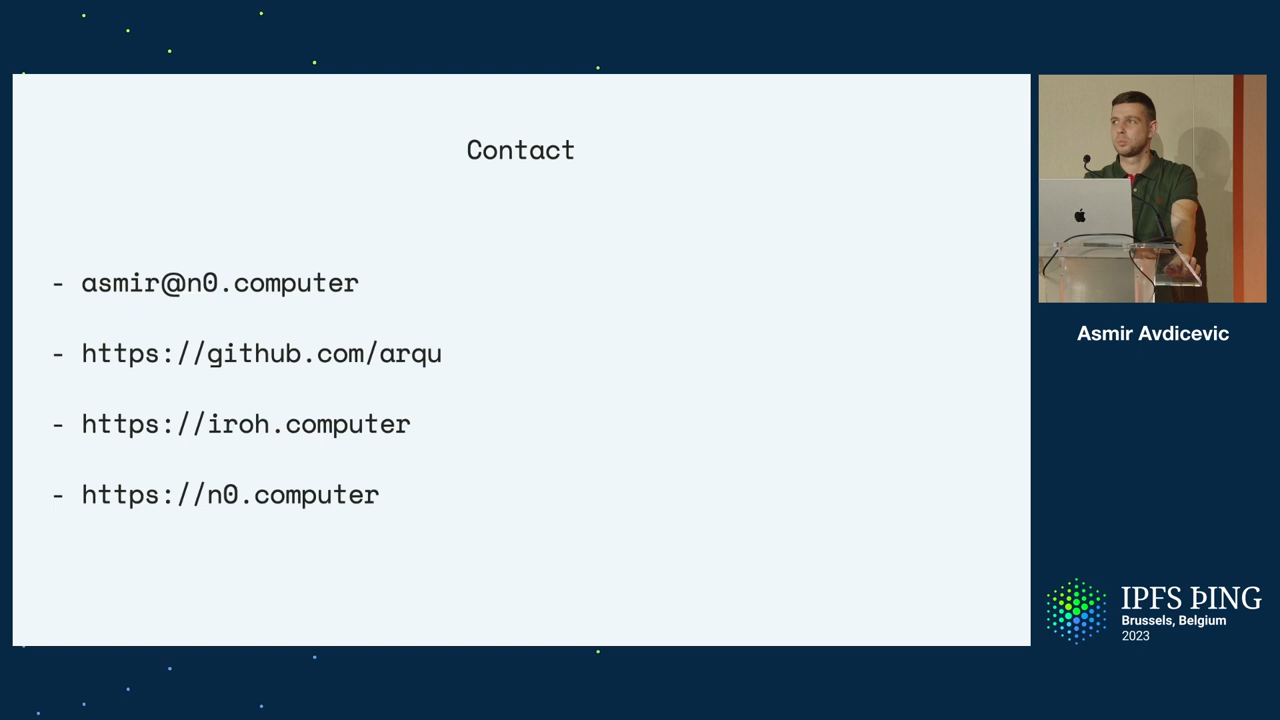 Contact
- asmir@n0.computer
- https://github.com/arqu
- https://iroh.computer
- https://n0.computer
Asmir Avdicevic
IPFS ÞING
Brussels, Belgium
2023